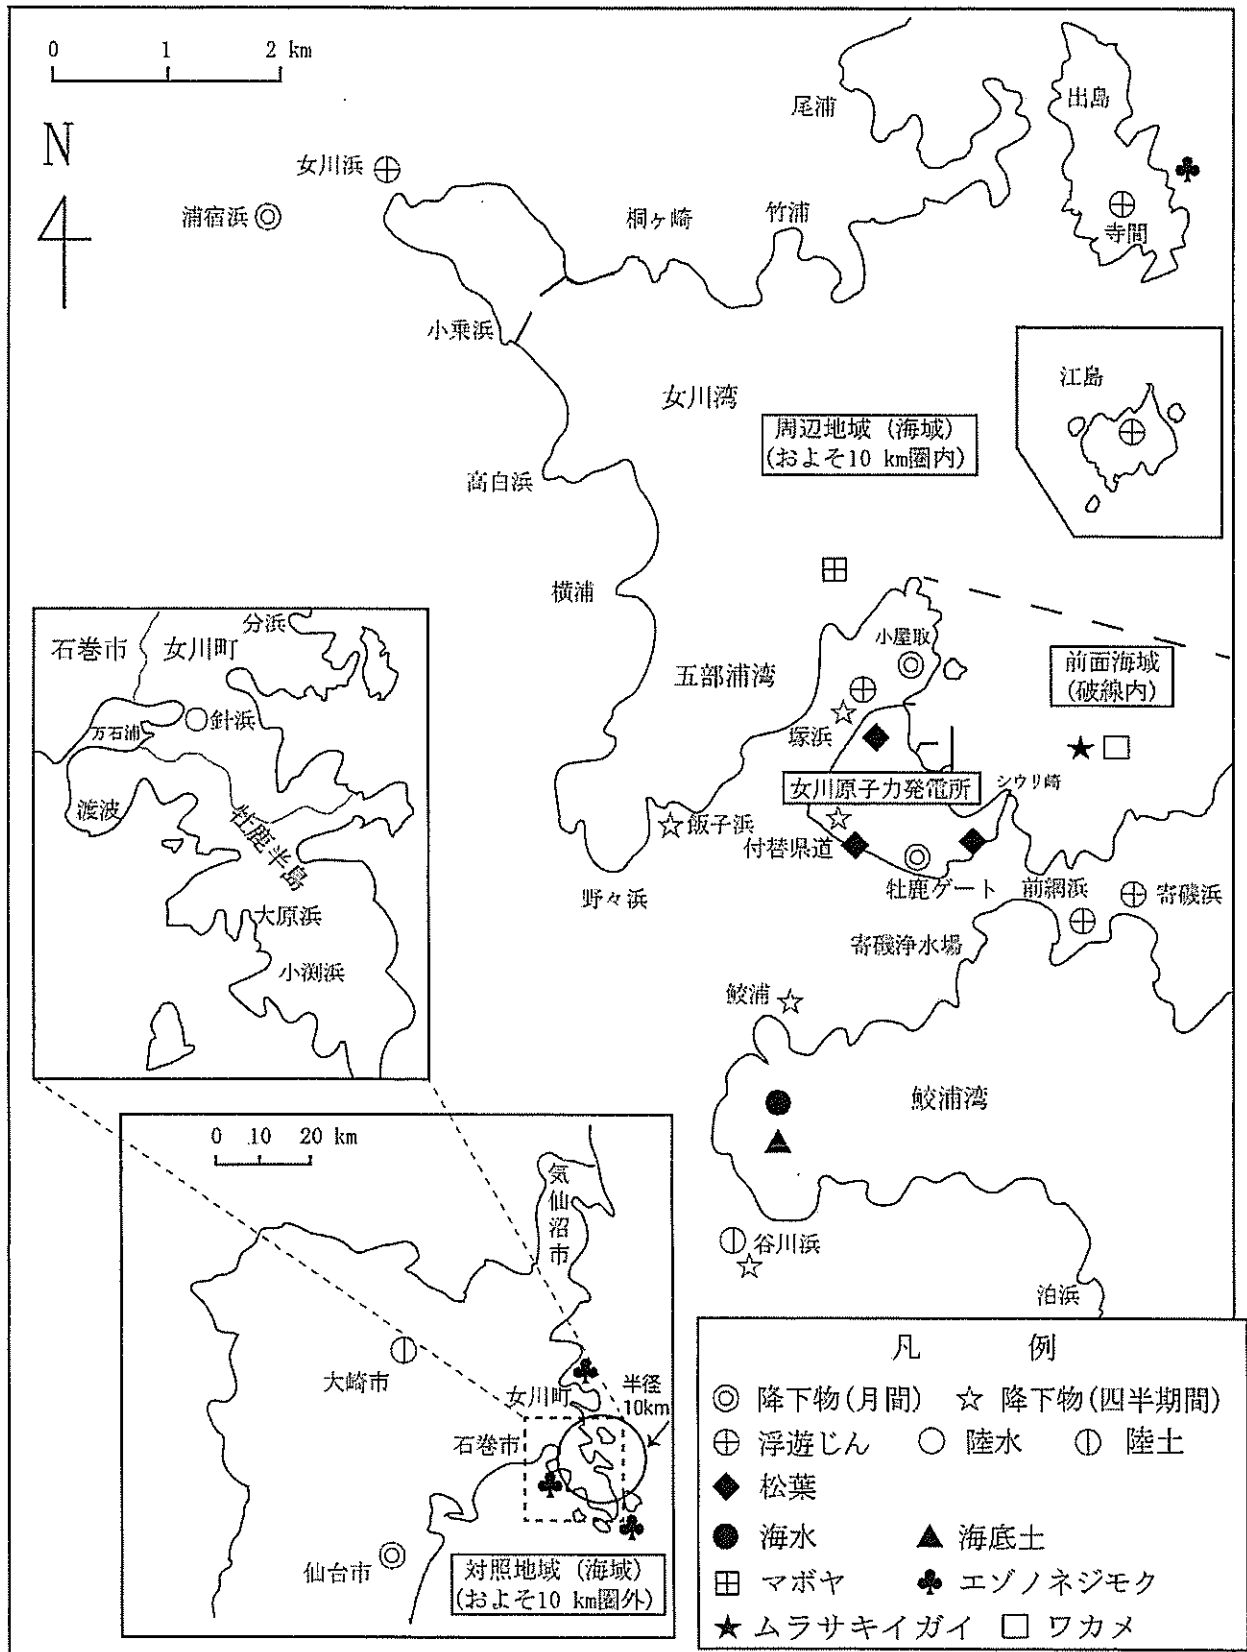 0 1 2 km
N
尾浦
出島
女川浜
浦宿浜
桐ヶ崎
竹浦
寺間
小乗浜
江島
女川湾
周辺地域 (海域)
(およそ10 km圏内)
高白浜
横浦
小屋取
前面海域
(破線内)
五部浦湾
塚浜
女川原子力発電所
シウリ崎
飯子浜
付替県道
牡鹿ゲート
前網浜
寄磯浜
野々浜
寄磯浄水場
鮫浦
鮫浦湾
谷川浜
泊浜
分浜
石巻市
女川町
万石浦
針浜
渡波
牡鹿半島
大原浜
小渕浜
0 10 20 km
気仙沼市
大崎市
女川町
半径
10km
石巻市
仙台市
対照地域 (海域)
(およそ10 km圏外)
凡 例
降下物(月間) 降下物(四半期間)
浮遊じん 陸水 陸土
松葉
海水 海底土
マボヤ エゾノネジモク
ムラサキイガイ ワカメ